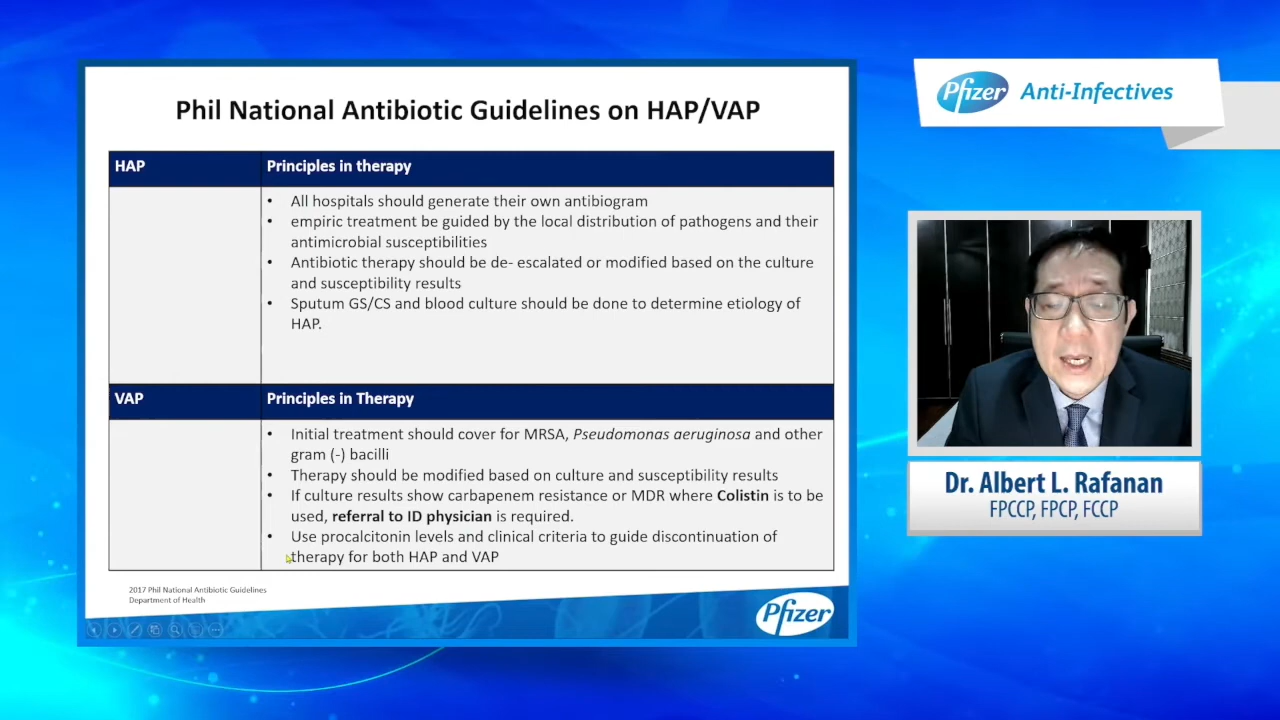 Phil National Antibiotic Guidelines on HAP/VAP
HAP
Principles in therapy
• All hospitals should generate their own antibiogram
• empiric treatment be guided by the local distribution of pathogens and their
antimicrobial susceptibilities
• Antibiotic therapy should be de- escalated or modified based on the culture
and susceptibility results
• Sputum GS/CS and blood culture should be done to determine etiology of
HAP.
VAP
Principles in Therapy
• Initial treatment should cover for MRSA, Pseudomonas aeruginosa and other
gram (-) bacilli
• Therapy should be modified based on culture and susceptibility results
• If culture results show carbapenem resistance or MDR where Colistin is to be
used, referral to ID physician is required.
• Use procalcitonin levels and clinical criteria to guide discontinuation of
therapy for both HAP and VAP
2017 Phil National Antibiotic Guidelines
Department of Health
Pfizer
Pfizer Anti-Infectives
Dr. Albert L. Rafanan
FPCCP, FPCP, FCCP